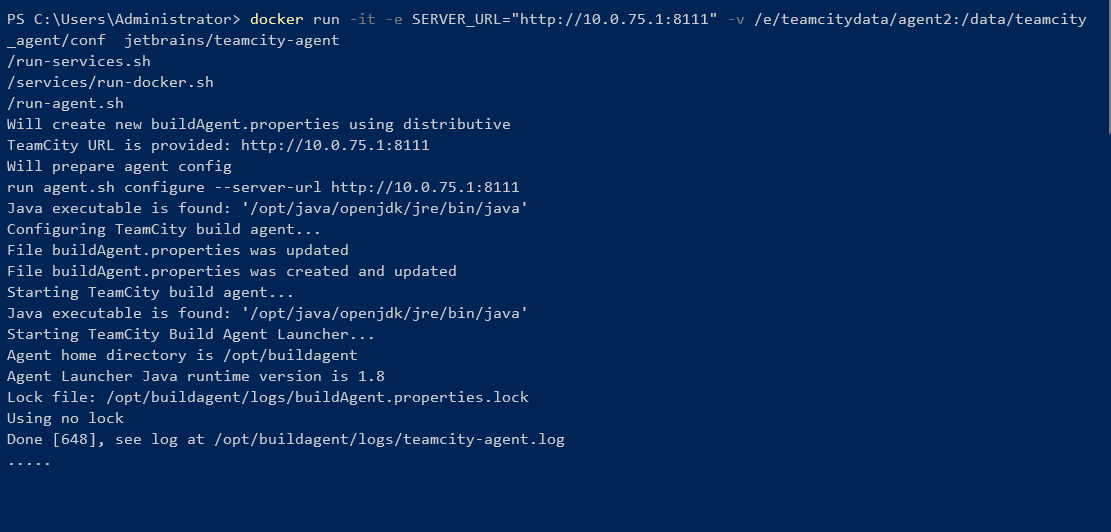 PS C:\Users\Administrator> docker run -it -e SERVER_URL="http://10.0.75.1:8111" -v /e/teamcitydata/agent2:/data/teamcity
_agent/conf  jetbrains/teamcity-agent
/run-services.sh
/services/run-docker.sh
/run-agent.sh
Will create new buildAgent.properties using distributive
TeamCity URL is provided: http://10.0.75.1:8111
Will prepare agent config
run agent.sh configure --server-url http://10.0.75.1:8111
Java executable is found: '/opt/java/openjdk/jre/bin/java'
Configuring TeamCity build agent...
File buildAgent.properties was updated
File buildAgent.properties was created and updated
Starting TeamCity build agent...
Java executable is found: '/opt/java/openjdk/jre/bin/java'
Starting TeamCity Build Agent Launcher...
Agent home directory is /opt/buildagent
Agent Launcher Java runtime version is 1.8
Lock file: /opt/buildagent/logs/buildAgent.properties.lock
Using no lock
Done [648], see log at /opt/buildagent/logs/teamcity-agent.log
.....